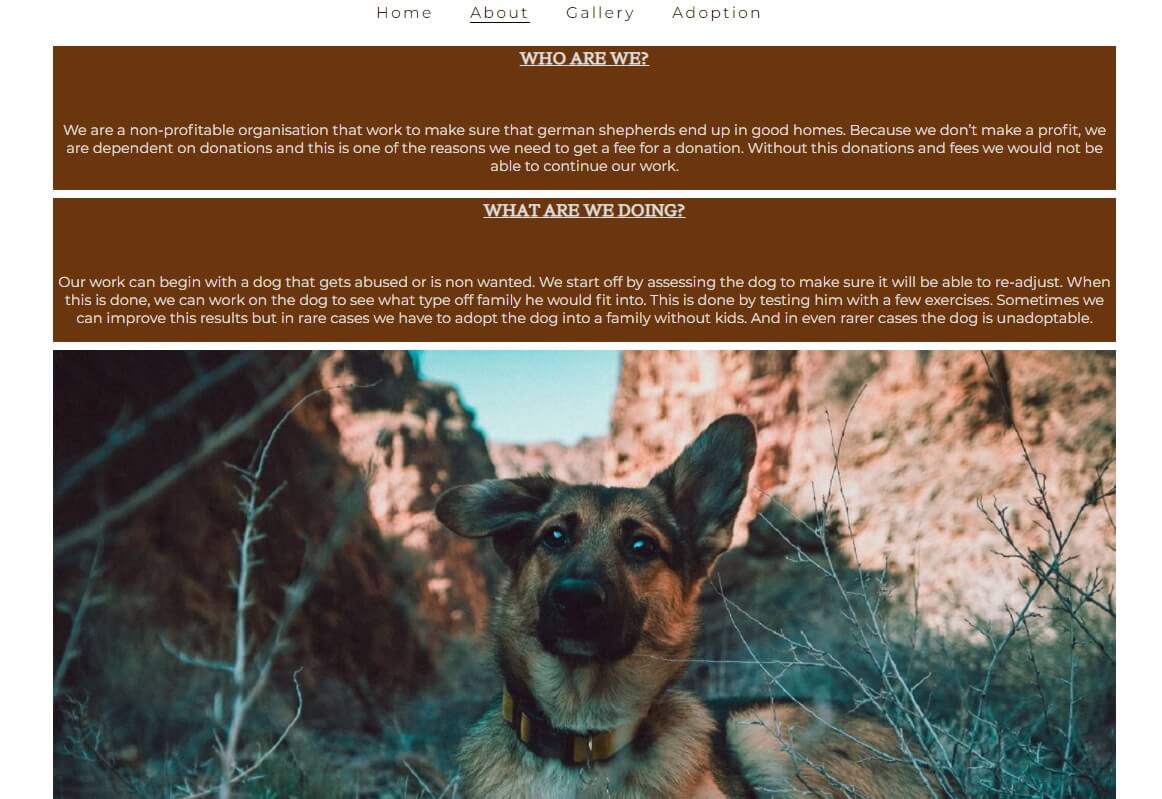 Home About Gallery Adoption
WHO ARE WE?
We are a non-profitable organisation that work to make sure that german shepherds end up in good homes. Because we don’t make a profit, we
are dependent on donations and this is one of the reasons we need to get a fee for a donation. Without this donations and fees we would not be
able to continue our work.
WHAT ARE WE DOING?
Our work can begin with a dog that gets abused or is non wanted. We start off by assessing the dog to make sure it will be able to re-adjust. When
this is done, we can work on the dog to see what type off family he would fit into. This is done by testing him with a few exercises. Sometimes we
can improve this results but in rare cases we have to adopt the dog into a family without kids. And in even rarer cases the dog is unadoptable.